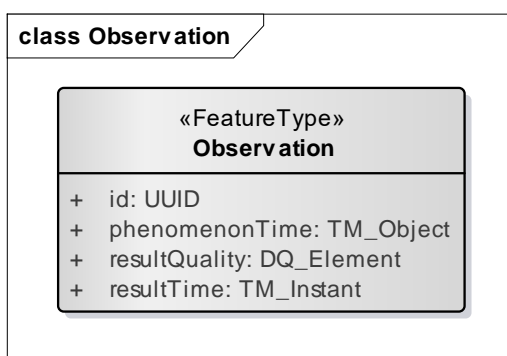 class Observation
«FeatureType»
Observation
+ id: UUID
+ phenomenonTime: TM_Object
+ resultQuality: DQ_Element
+ resultTime: TM_Instant